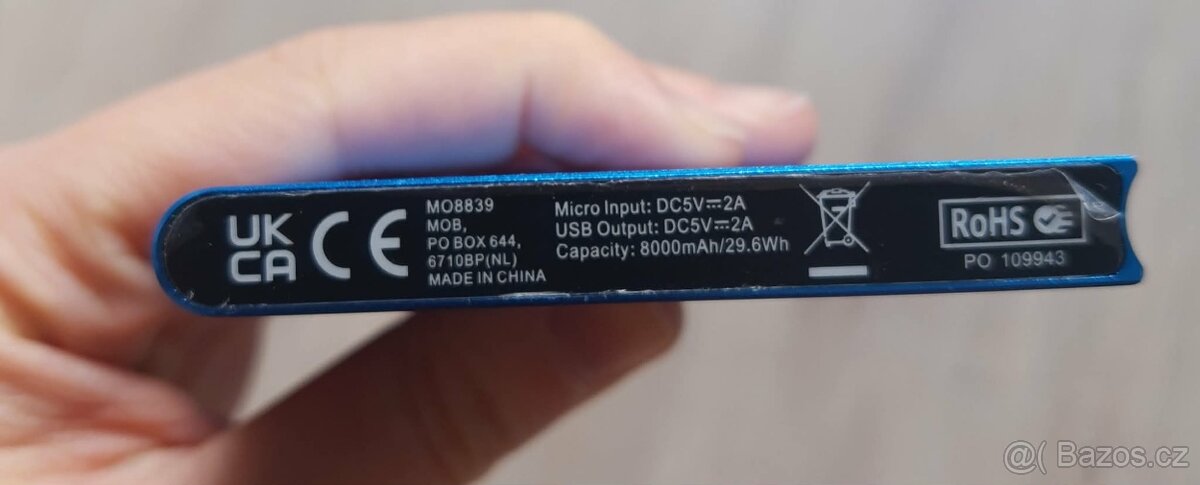 UK
CA
CE
MO8839
MOB,
PO BOX 644,
6710BP(NL)
MADE IN CHINA
Micro Input: DC5V⎓2A
USB Output: DC5V⎓2A
Capacity: 8000mAh/29.6Wh
RoHS
PO 109943
@( Bazos.cz